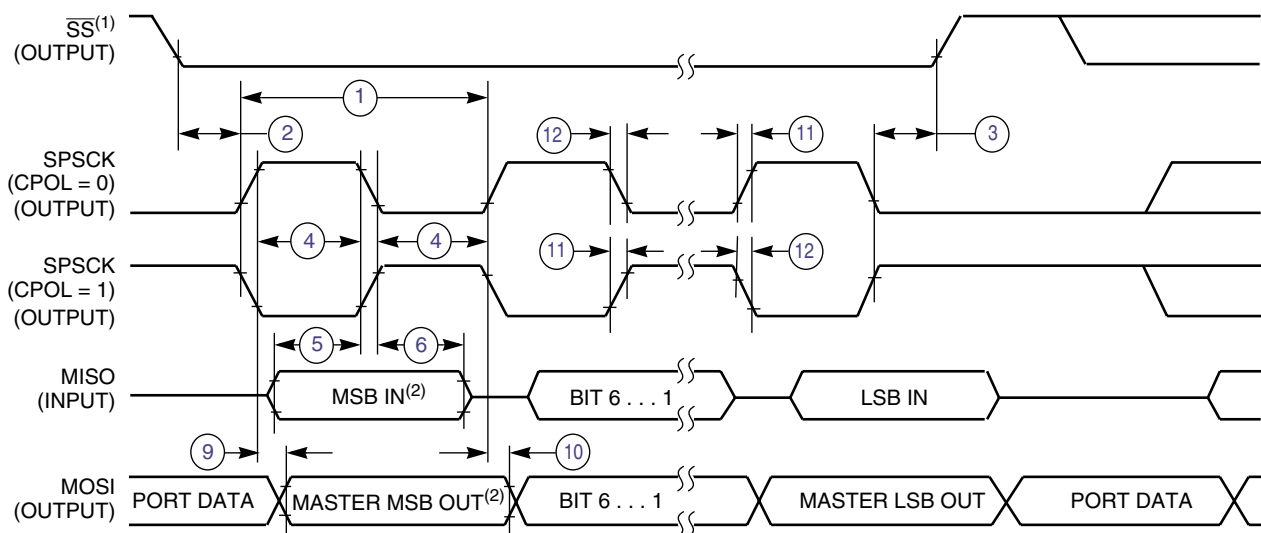 SS(1)
(OUTPUT)
1
2
12
11
3
SPSCK
(CPOL = 0)
(OUTPUT)
4
4
SPSCK
(CPOL = 1)
(OUTPUT)
11
12
5
6
MISO
(INPUT)
MSB IN(2)
BIT 6 . . . 1
LSB IN
9
10
MOSI
(OUTPUT)
PORT DATA
MASTER MSB OUT(2)
BIT 6 . . . 1
MASTER LSB OUT
PORT DATA